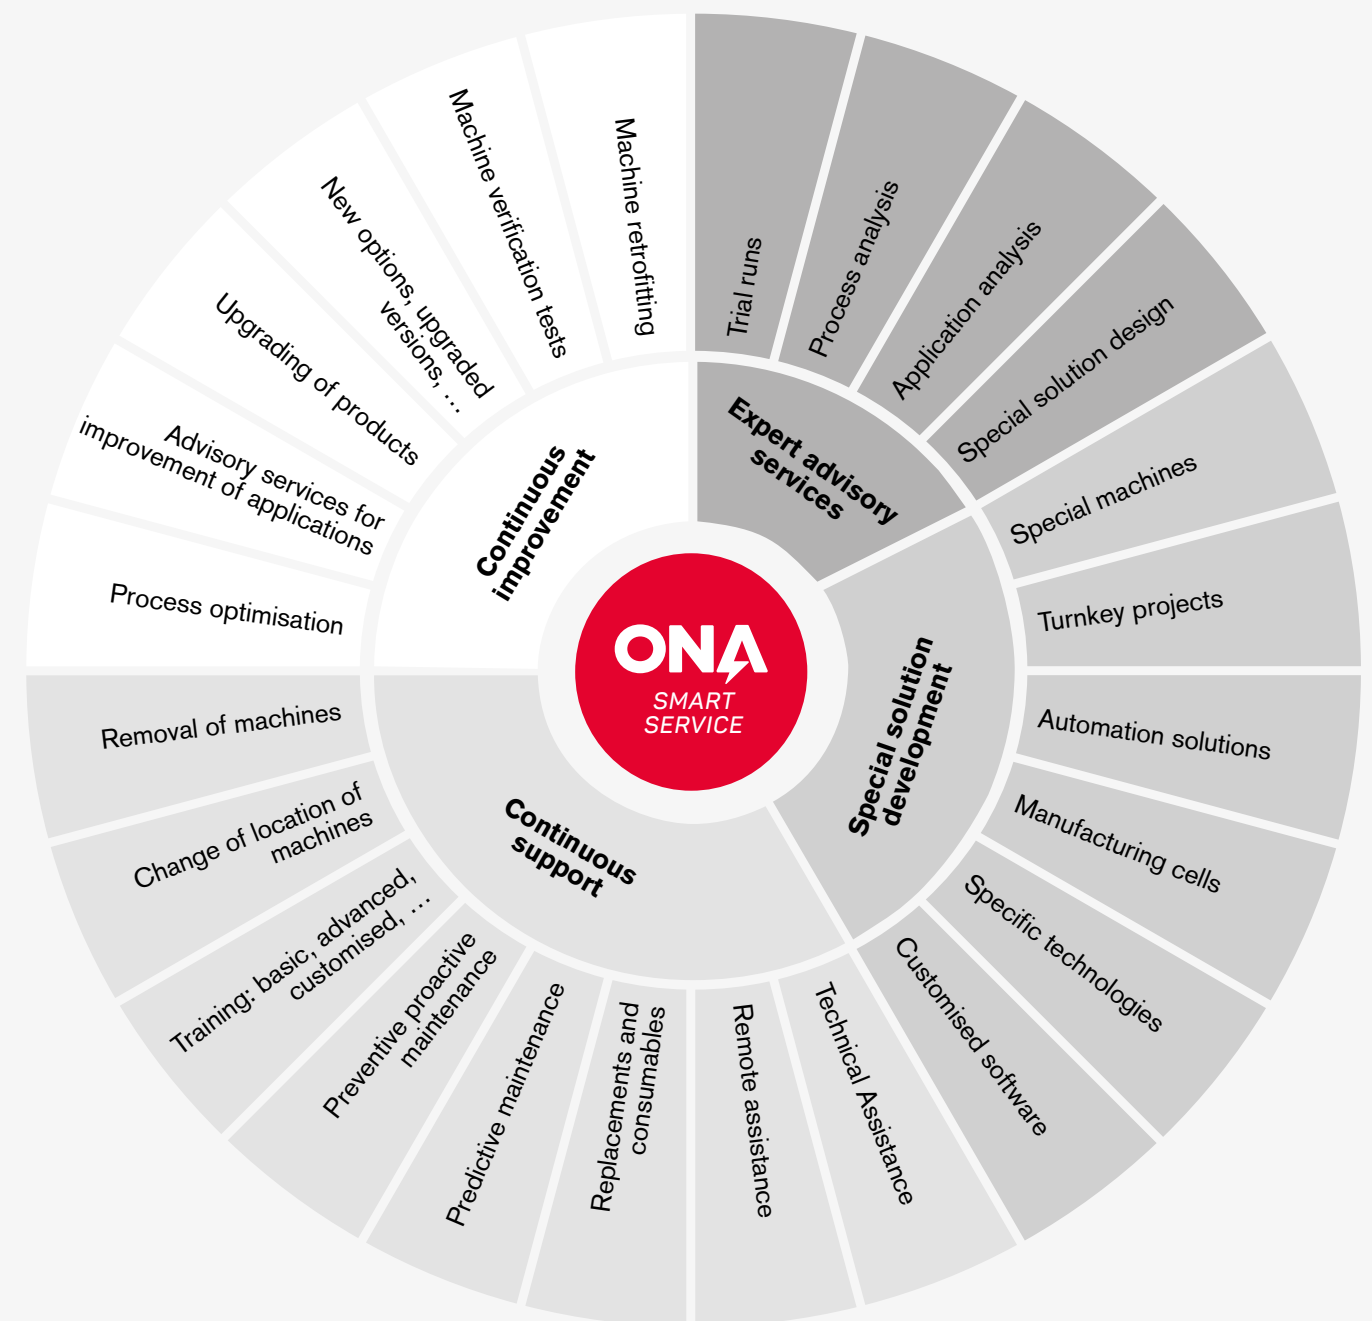 ONA
SMART
SERVICE
Expert advisory
services
Trial runs
Process analysis
Application analysis
Special solution design
Special solution
development
Special machines
Turnkey projects
Automation solutions
Manufacturing cells
Specific technologies
Customised software
Continuous
support
Technical Assistance
Remote assistance
Replacements and
consumables
Predictive maintenance
Preventive proactive
maintenance
Training: basic, advanced,
customised, ...
Change of location of
machines
Removal of machines
Continuous
improvement
Process optimisation
Advisory services for
improvement of applications
Upgrading of products
New options, upgraded
versions, ...
Machine verification tests
Machine retrofitting